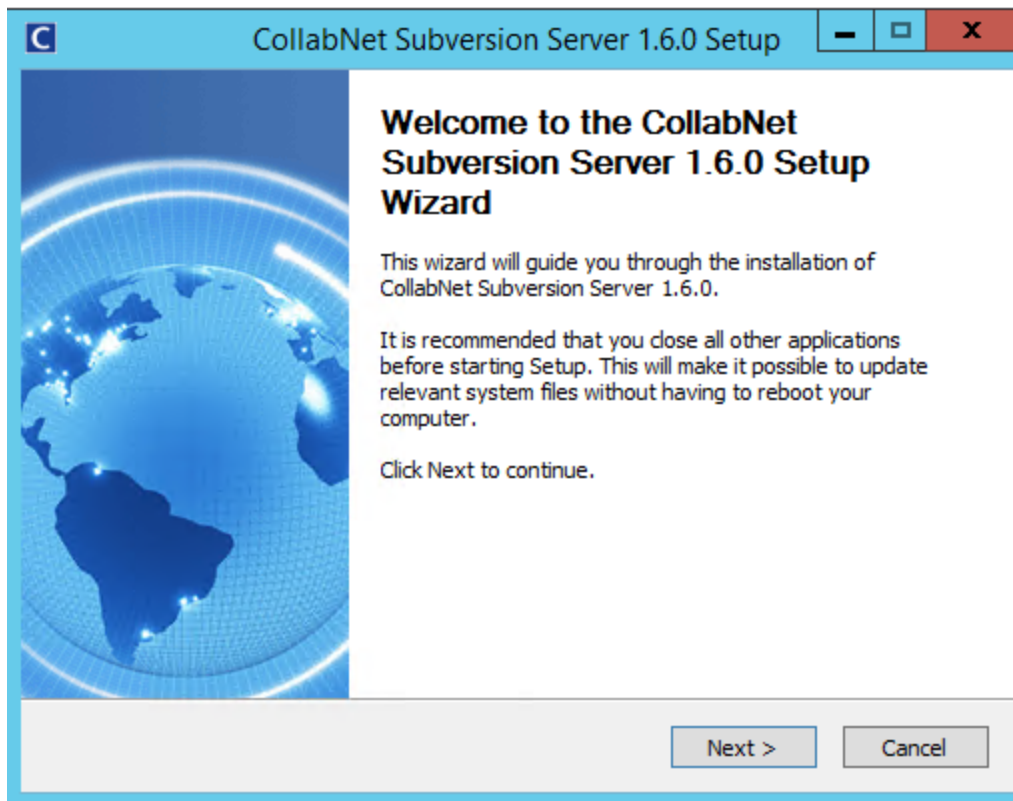 C
CollabNet Subversion Server 1.6.0 Setup
Welcome to the CollabNet
Subversion Server 1.6.0 Setup
Wizard
This wizard will guide you through the installation of
CollabNet Subversion Server 1.6.0.
It is recommended that you close all other applications
before starting Setup. This will make it possible to update
relevant system files without having to reboot your
computer.
Click Next to continue.
Next >
Cancel